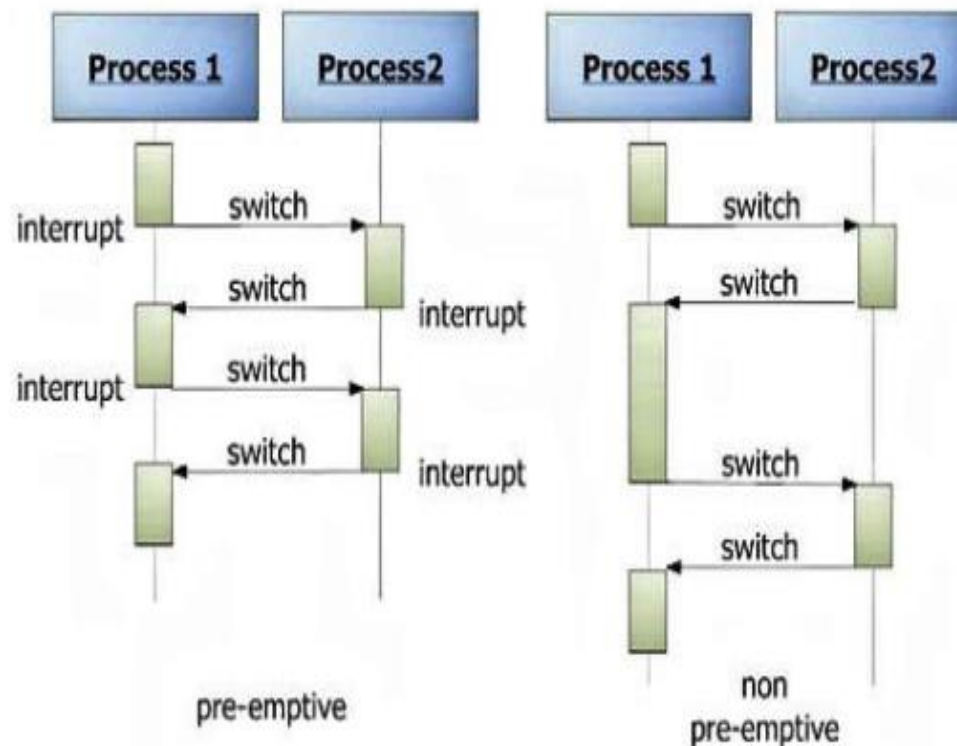 Process 1
Process2
switch
interrupt
switch
interrupt
switch
interrupt
switch
interrupt
pre-emptive
Process 1
Process2
switch
switch
switch
switch
non
pre-emptive